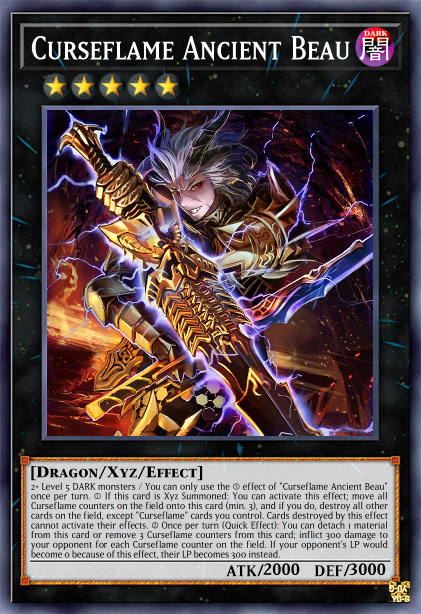 Curseflame Ancient Beau
DARK
闇
[Dragon/Xyz/Effect]
2+ Level 5 DARK monsters / You can only use the ① effect of "Curseflame Ancient Beau"
once per turn. ① If this card is Xyz Summoned: You can activate this effect; move all
Curseflame counters on the field onto this card (min. 3), and if you do, destroy all other
cards on the field, except "Curseflame" cards you control. Cards destroyed by this effect
cannot activate their effects. ② Once per turn (Quick Effect): You can detach 1 material
from this card or remove 3 Curseflame counters from this card; inflict 300 damage to
your opponent for each Curseflame counter on the field. If your opponent's LP would
become 0 because of this effect, their LP becomes 300 instead.
ATK/2000 DEF/3000